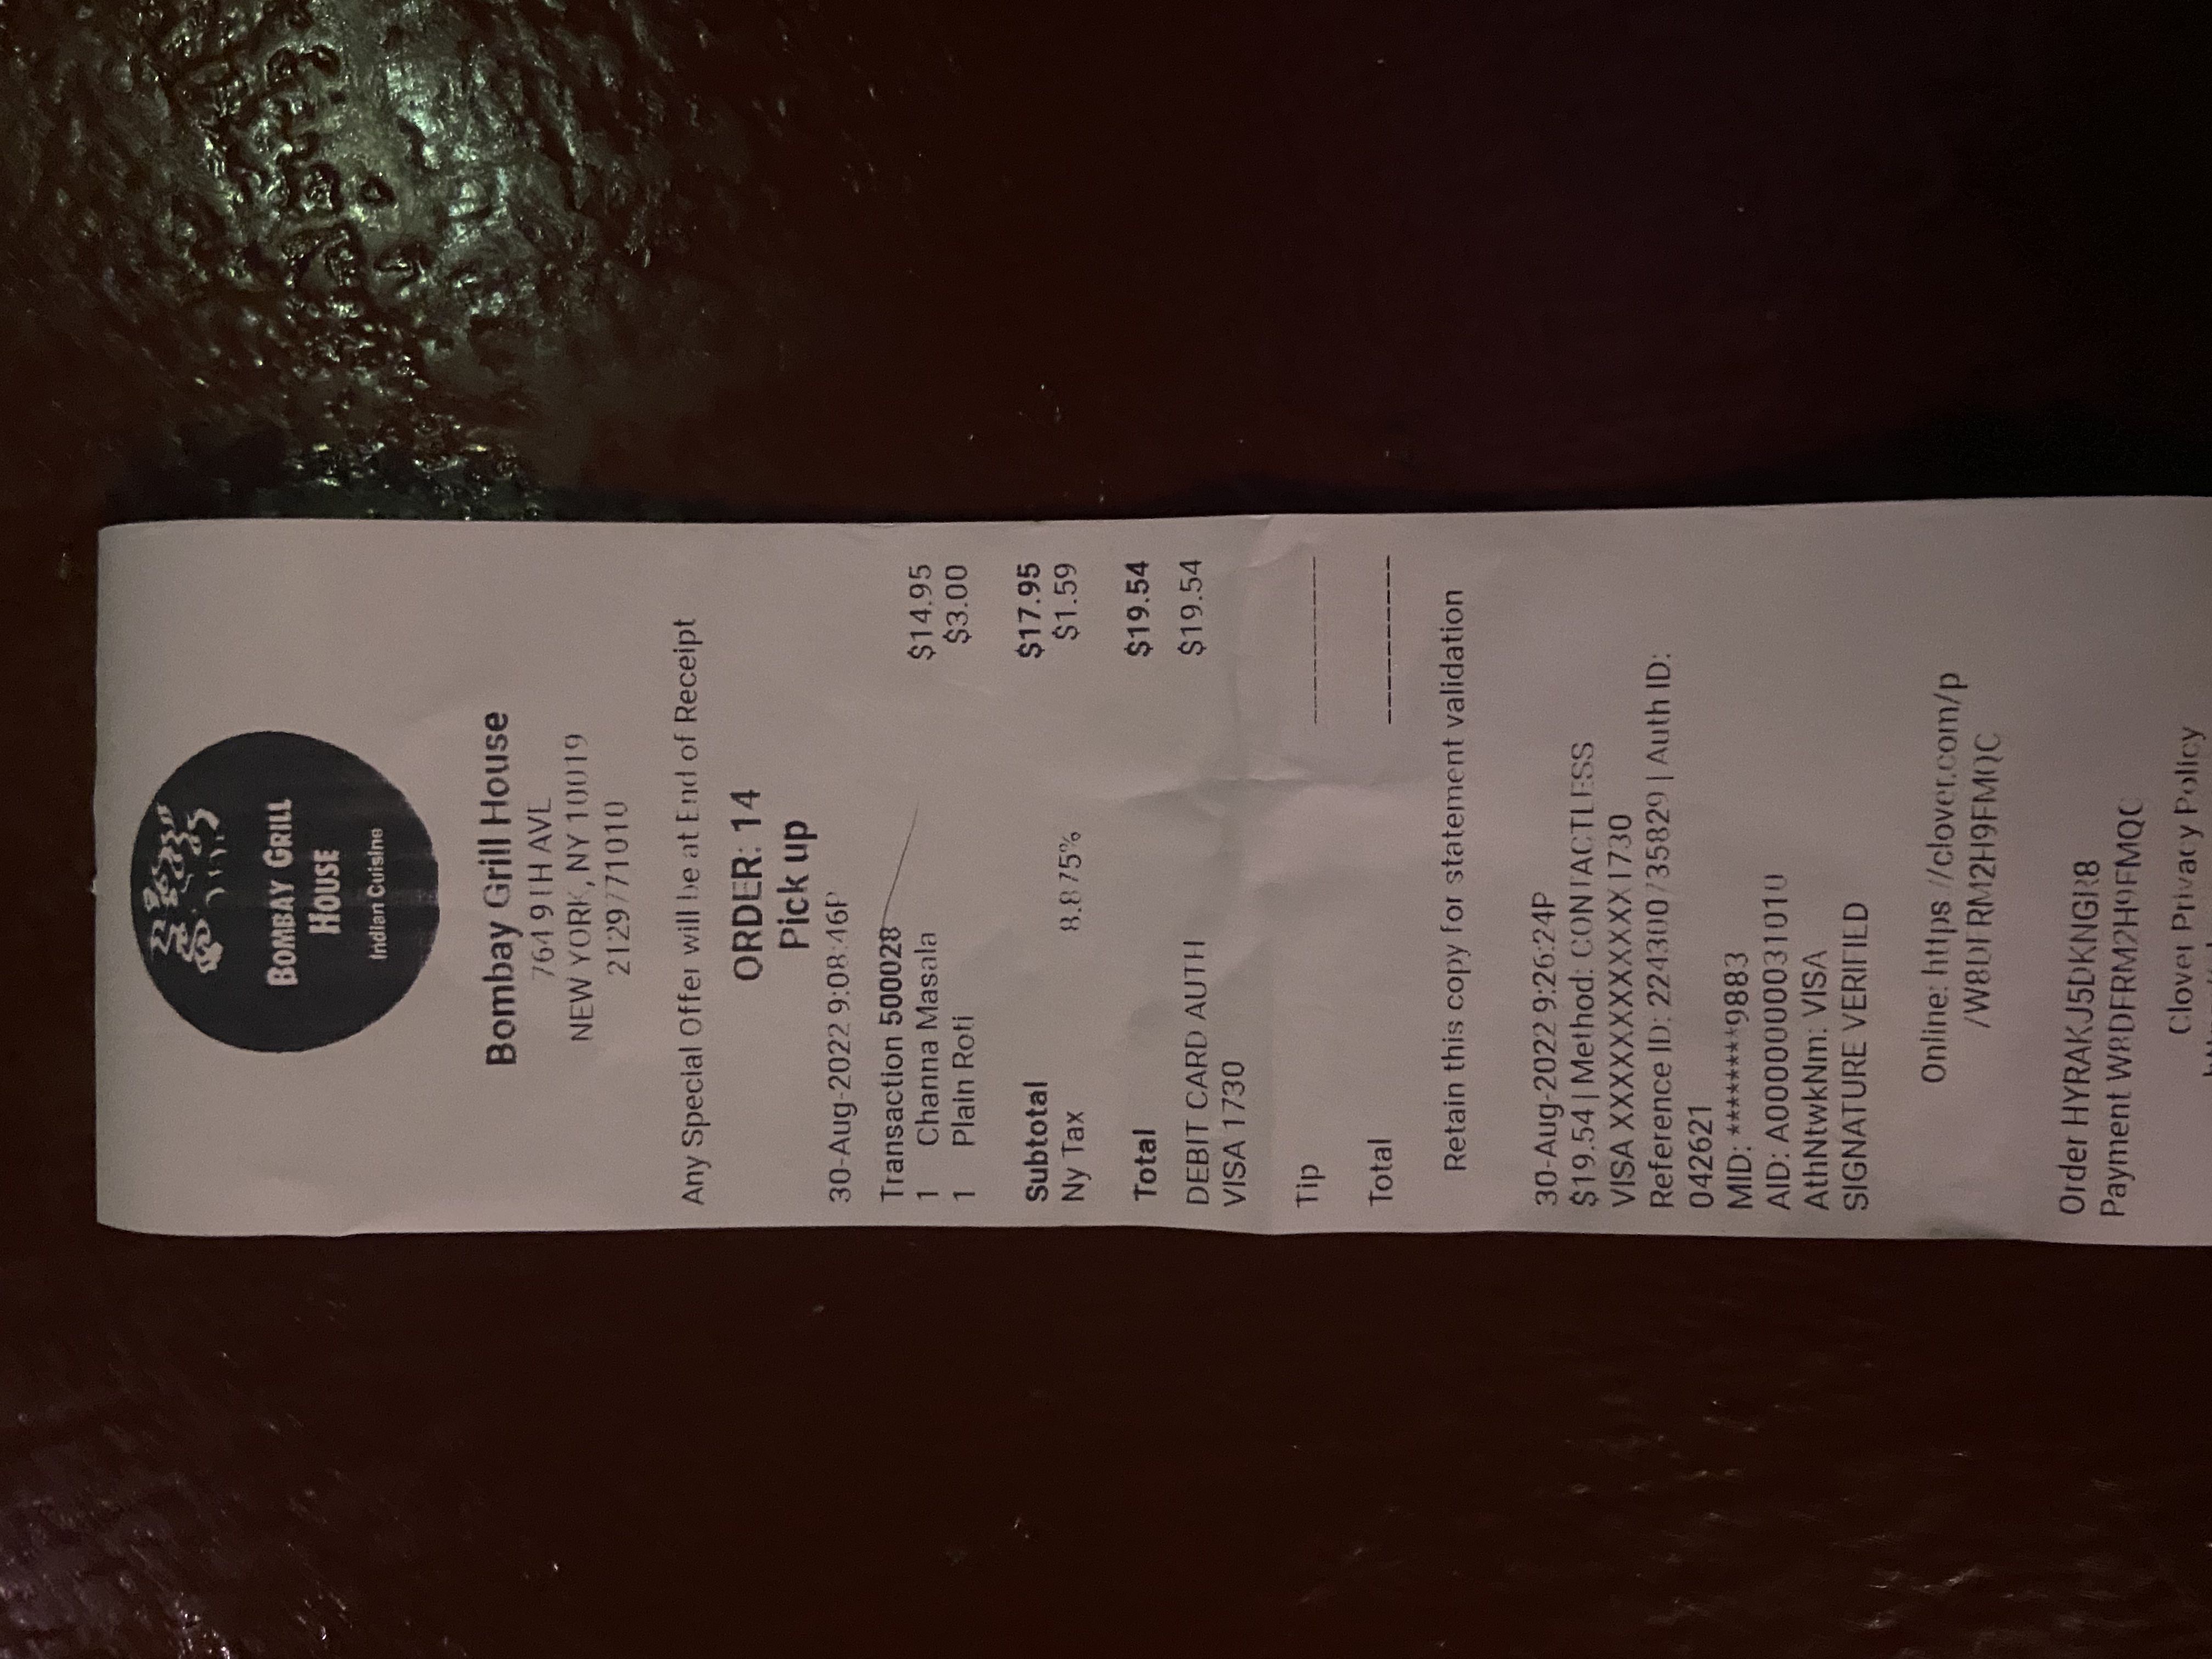 BOMBAY GRILL
HOUSE
Indian Cuisine
Bombay Grill House
764 9TH AVE
NEW YORK, NY 10019
2129771010
Any Special Offer will be at End of Receipt
ORDER: 14
Pick up
30-Aug-2022 9:08:46P
Transaction 500028
1 Channa Masala $14.95
1 Plain Roti $3.00
Subtotal $17.95
Ny Tax 8.875% $1.59
Total $19.54
DEBIT CARD AUTH $19.54
VISA 1730
Tip __________
Total __________
Retain this copy for statement validation
30-Aug-2022 9:26:24P
$19.54 | Method: CONTACTLESS
VISA XXXXXXXXXXXX1730
Reference ID: 224300735829 | Auth ID:
042621
MID: ********9883
AID: A0000000031010
AthNtwkNm: VISA
SIGNATURE VERIFIED
Online: https://clover.com/p
/W8DFRM2H9FMQC
Order HYRAKJ5DKNGR8
Payment W8DFRM2H9FMQC
Clover Privacy Policy